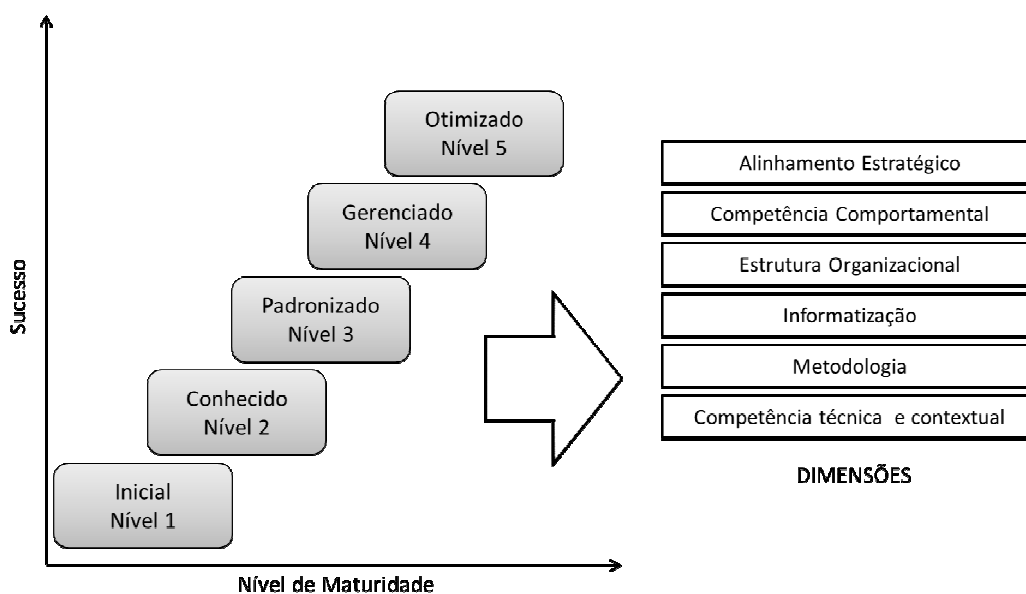 Sucesso
Otimizado
Nível 5
Gerenciado
Nível 4
Padronizado
Nível 3
Conhecido
Nível 2
Inicial
Nível 1
Nível de Maturidade
Alinhamento Estratégico
Competência Comportamental
Estrutura Organizacional
Informatização
Metodologia
Competência técnica e contextual
DIMENSÕES